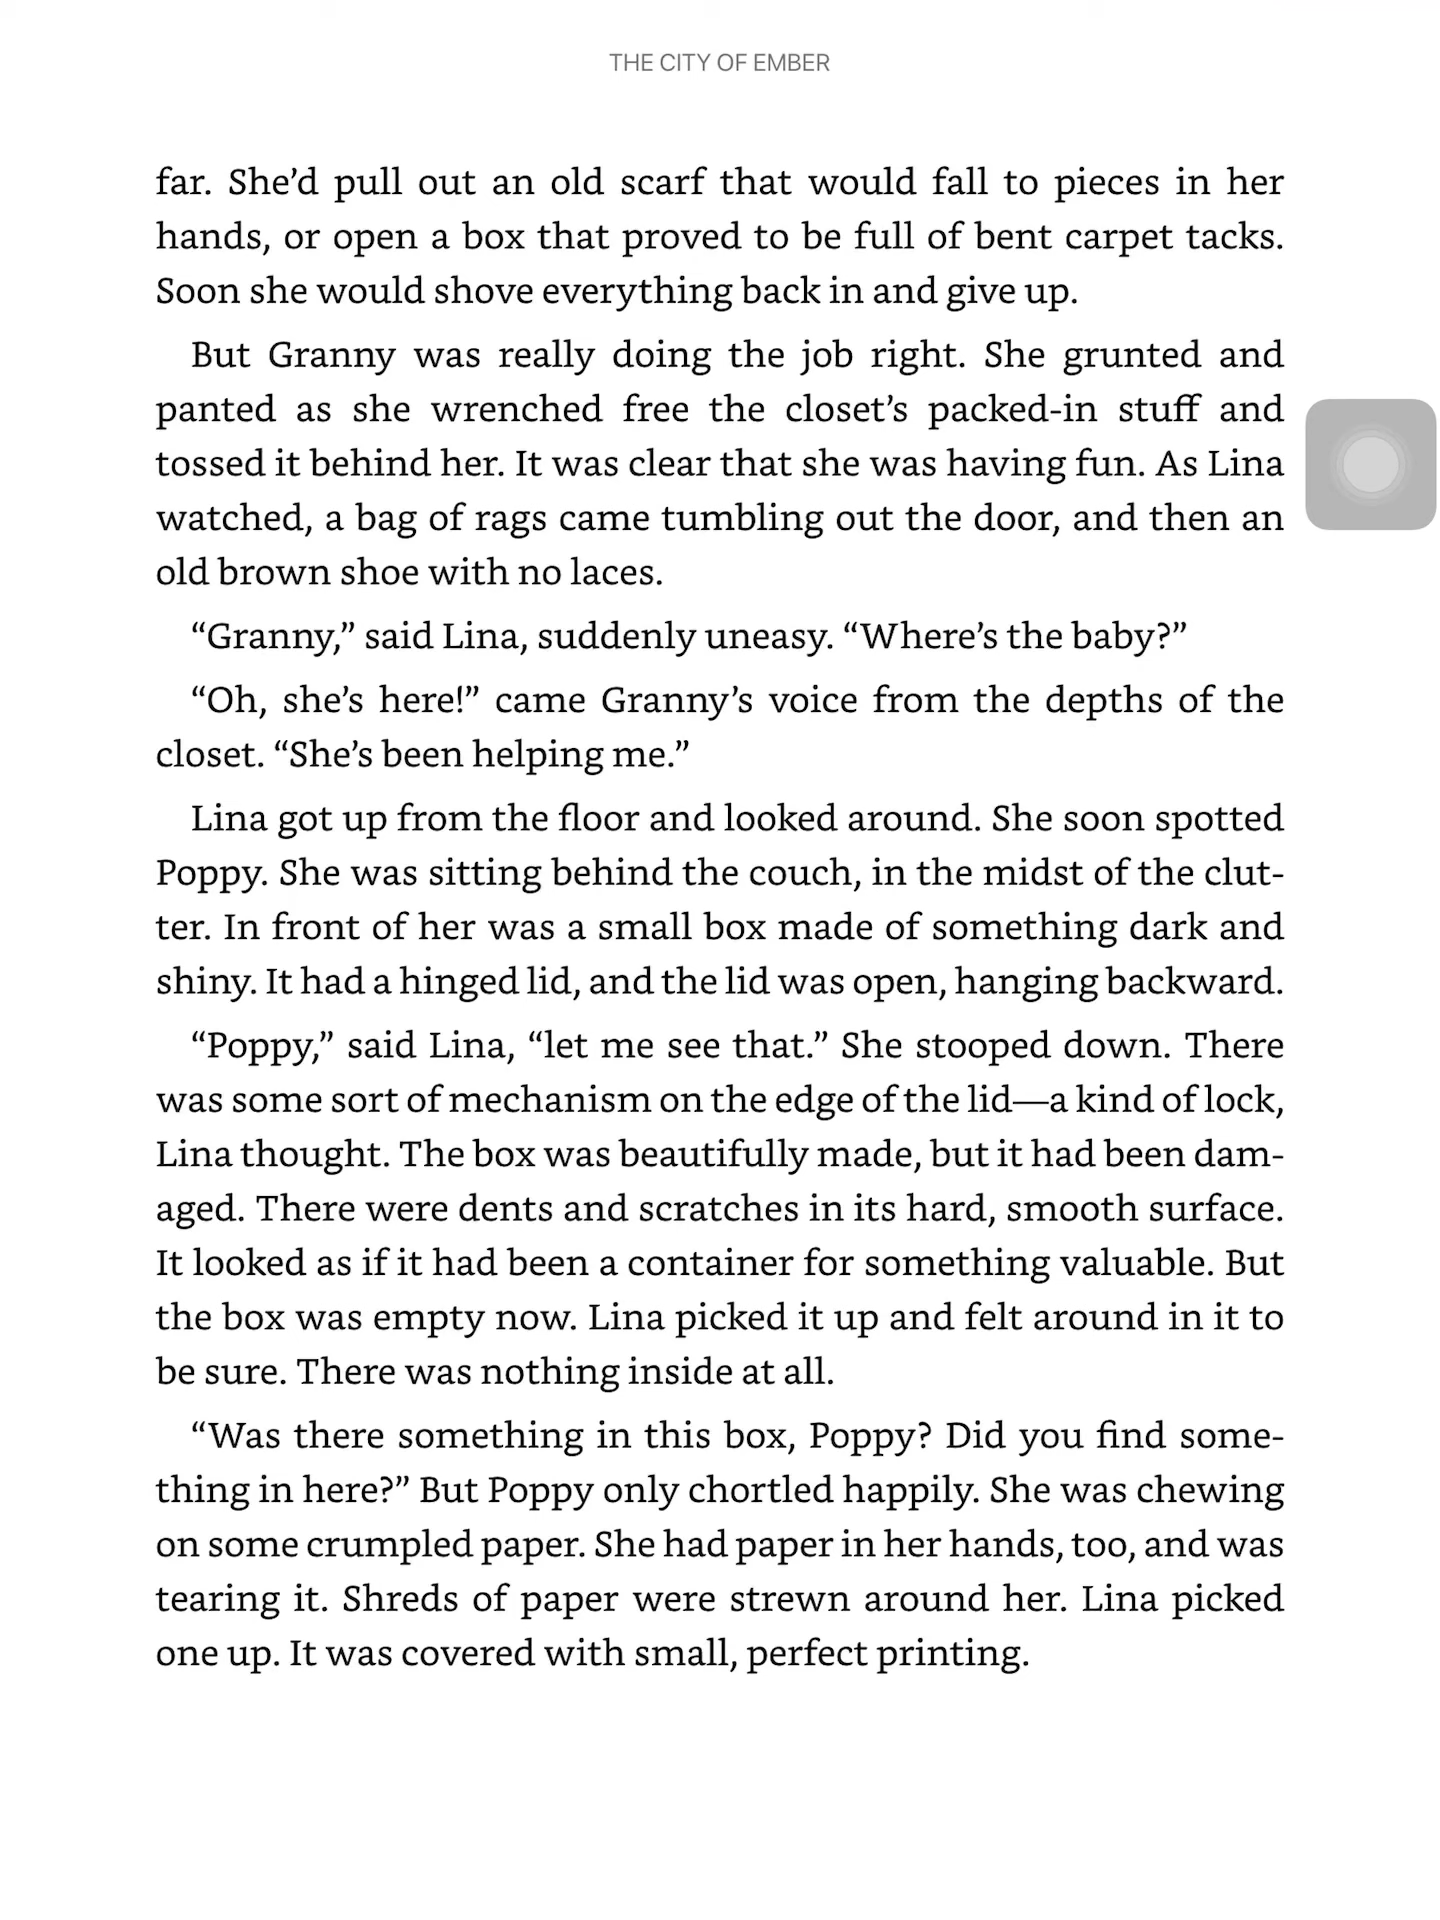 THE CITY OF EMBER
far. She’d pull out an old scarf that would fall to pieces in her
hands, or open a box that proved to be full of bent carpet tacks.
Soon she would shove everything back in and give up.
But Granny was really doing the job right. She grunted and
panted as she wrenched free the closet’s packed-in stuff and
tossed it behind her. It was clear that she was having fun. As Lina
watched, a bag of rags came tumbling out the door, and then an
old brown shoe with no laces.
“Granny,” said Lina, suddenly uneasy. “Where’s the baby?”
“Oh, she’s here!” came Granny’s voice from the depths of the
closet. “She’s been helping me.”
Lina got up from the floor and looked around. She soon spotted
Poppy. She was sitting behind the couch, in the midst of the clut-
ter. In front of her was a small box made of something dark and
shiny. It had a hinged lid, and the lid was open, hanging backward.
“Poppy,” said Lina, “let me see that.” She stooped down. There
was some sort of mechanism on the edge of the lid—a kind of lock,
Lina thought. The box was beautifully made, but it had been dam-
aged. There were dents and scratches in its hard, smooth surface.
It looked as if it had been a container for something valuable. But
the box was empty now. Lina picked it up and felt around in it to
be sure. There was nothing inside at all.
“Was there something in this box, Poppy? Did you find some-
thing in here?” But Poppy only chortled happily. She was chewing
on some crumpled paper. She had paper in her hands, too, and was
tearing it. Shreds of paper were strewn around her. Lina picked
one up. It was covered with small, perfect printing.